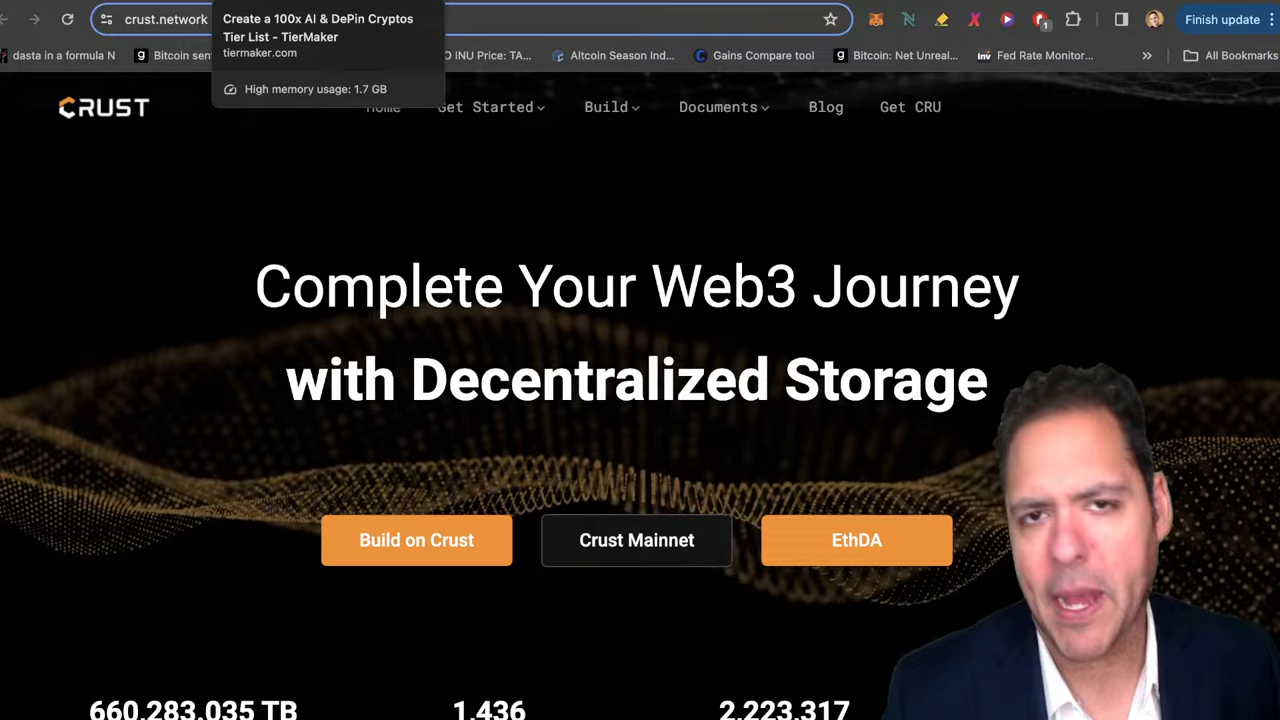 crust.network
Create a 100x AI & DePin Cryptos
Tier List - TierMaker
tiermaker.com
High memory usage: 1.7 GB
1
Finish update
dasta in a formula N
Bitcoin sen
O INU Price: TA...
Altcoin Season Ind...
Gains Compare tool
Bitcoin: Net Unreal...
Fed Rate Monitor...
All Bookmarks
CRUST
Home
Get Started
Build
Documents
Blog
Get CRU
Complete Your Web3 Journey
with Decentralized Storage
Build on Crust
Crust Mainnet
EthDA
660,283,035 TB
1,436
2,223,317